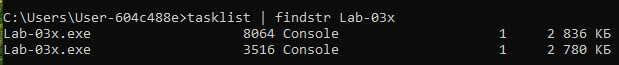 C:\Users\User-604c488e>tasklist | findstr Lab-03x
Lab-03x.exe 8064 Console 1 2 836 КБ
Lab-03x.exe 3516 Console 1 2 780 КБ